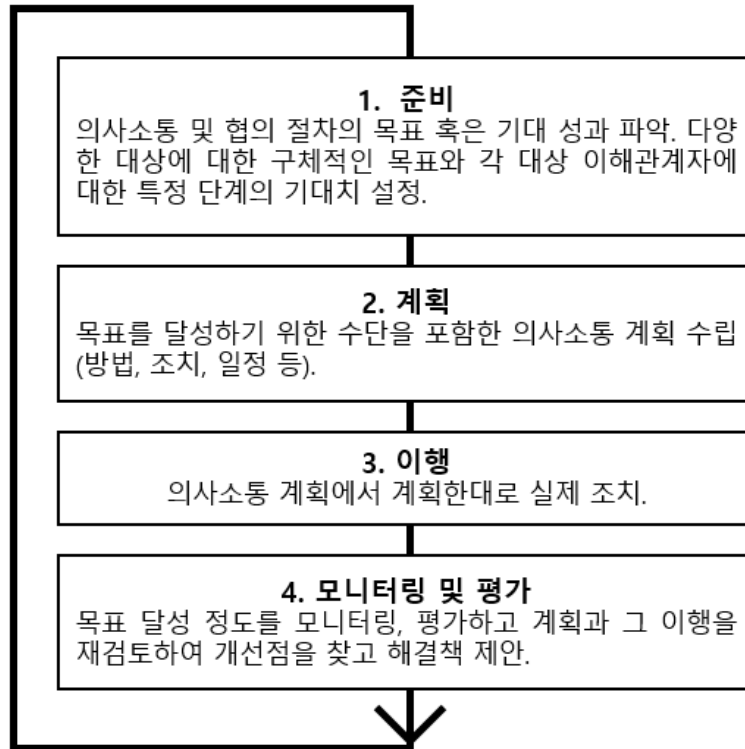 1. 준비
의사소통 및 협의 절차의 목표 혹은 기대 성과 파악. 다양
한 대상에 대한 구체적인 목표와 각 대상 이해관계자에
대한 특정 단계의 기대치 설정.
2. 계획
목표를 달성하기 위한 수단을 포함한 의사소통 계획 수립
(방법, 조치, 일정 등).
3. 이행
의사소통 계획에서 계획한대로 실제 조치.
4. 모니터링 및 평가
목표 달성 정도를 모니터링, 평가하고 계획과 그 이행을
재검토하여 개선점을 찾고 해결책 제안.